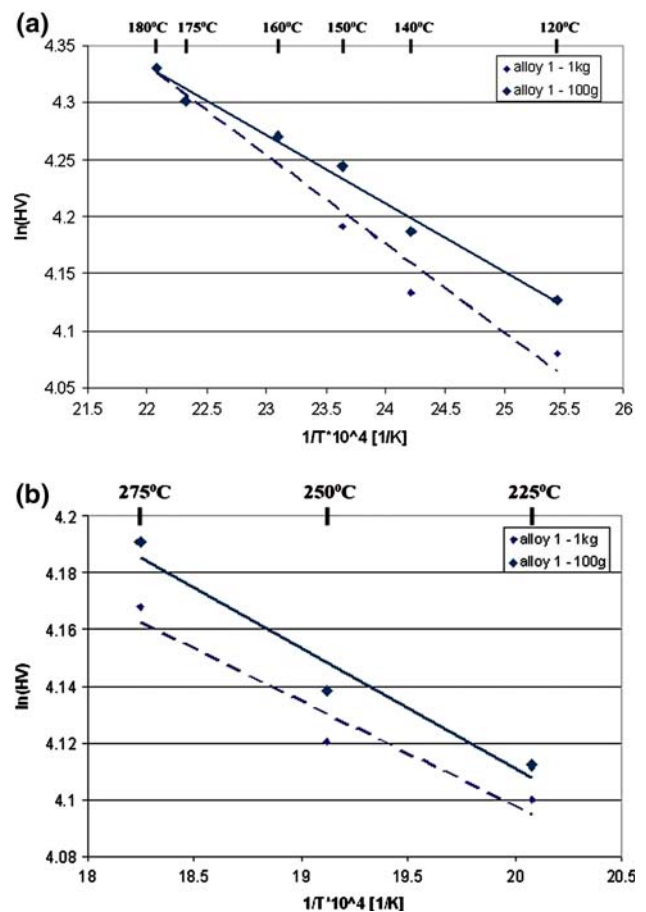 (a)
180ºC 175ºC 160ºC 150ºC 140ºC 120ºC
4.35
4.3
4.25
4.2
4.15
4.1
4.05
ln(HV)
alloy 1 - 1kg
alloy 1 - 100g
21.5 22 22.5 23 23.5 24 24.5 25 25.5 26
1/T*10^4 [1/K]
(b)
275ºC 250ºC 225ºC
4.2
4.18
4.16
4.14
4.12
4.1
4.08
ln(HV)
alloy 1 - 1kg
alloy 1 - 100g
18 18.5 19 19.5 20 20.5
1/T*10^4 [1/K]